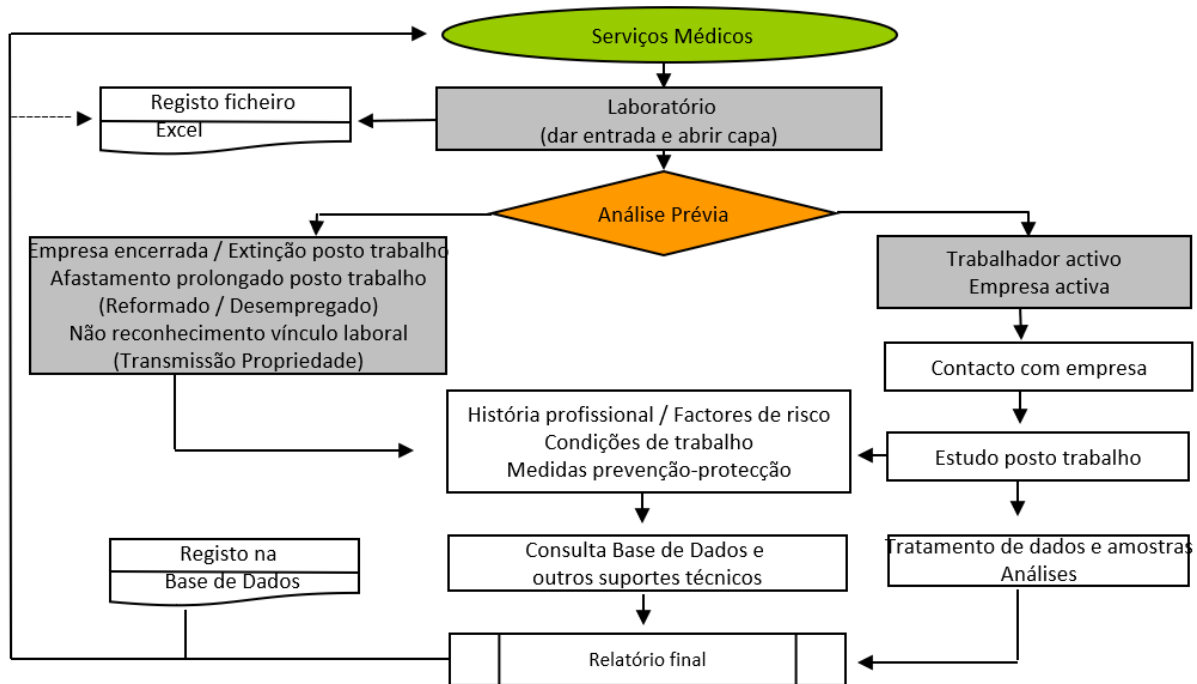 Serviços Médicos
Registo ficheiro
Excel
Laboratório
(dar entrada e abrir capa)
Análise Prévia
Empresa encerrada / Extinção posto trabalho
Afastamento prolongado posto trabalho
(Reformado / Desempregado)
Não reconhecimento vínculo laboral
(Transmissão Propriedade)
Trabalhador activo
Empresa activa
Contacto com empresa
História profissional / Factores de risco
Condições de trabalho
Medidas prevenção-protecção
Estudo posto trabalho
Registo na
Base de Dados
Consulta Base de Dados e
outros suportes técnicos
Tratamento de dados e amostras
Análises
Relatório final